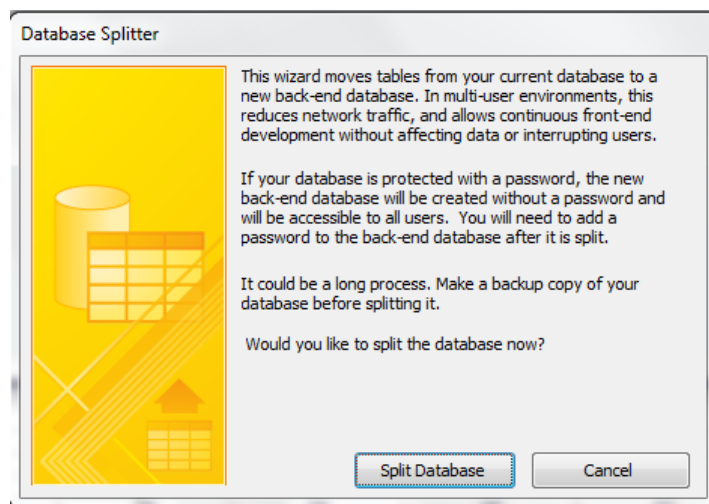 Database Splitter
This wizard moves tables from your current database to a
new back-end database. In multi-user environments, this
reduces network traffic, and allows continuous front-end
development without affecting data or interrupting users.
If your database is protected with a password, the new
back-end database will be created without a password and
will be accessible to all users.  You will need to add a
password to the back-end database after it is split.
It could be a long process. Make a backup copy of your
database before splitting it.
Would you like to split the database now?
Split Database
Cancel